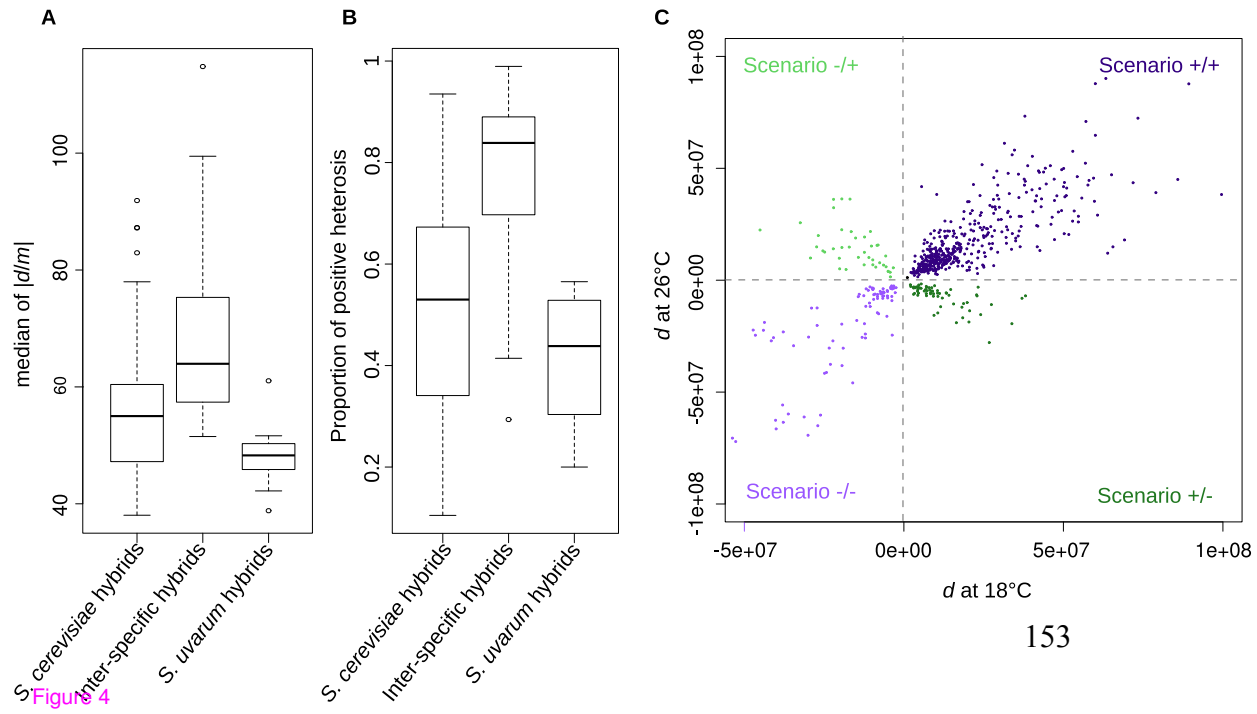 A
median of |d/m|
40
60
80
100
S. cerevisiae hybrids
Inter-specific hybrids
S. uvarum hybrids
B
Proportion of positive heterosis
0.2
0.4
0.6
0.8
1
S. cerevisiae hybrids
Inter-specific hybrids
S. uvarum hybrids
C
Scenario -/+
Scenario +/+
Scenario -/-
Scenario +/-
d at 26°C
-1e+08
-5e+07
0e+00
5e+07
1e+08
-5e+07
0e+00
5e+07
1e+08
d at 18°C
153
Figure 4